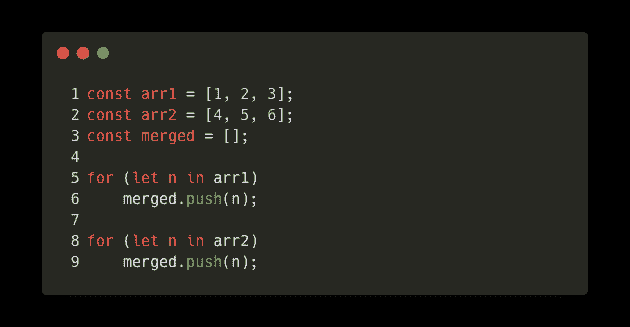 1 const arr1 = [1, 2, 3];
2 const arr2 = [4, 5, 6];
3 const merged = [];
4
5 for (let n in arr1)
6     merged.push(n);
7
8 for (let n in arr2)
9     merged.push(n);